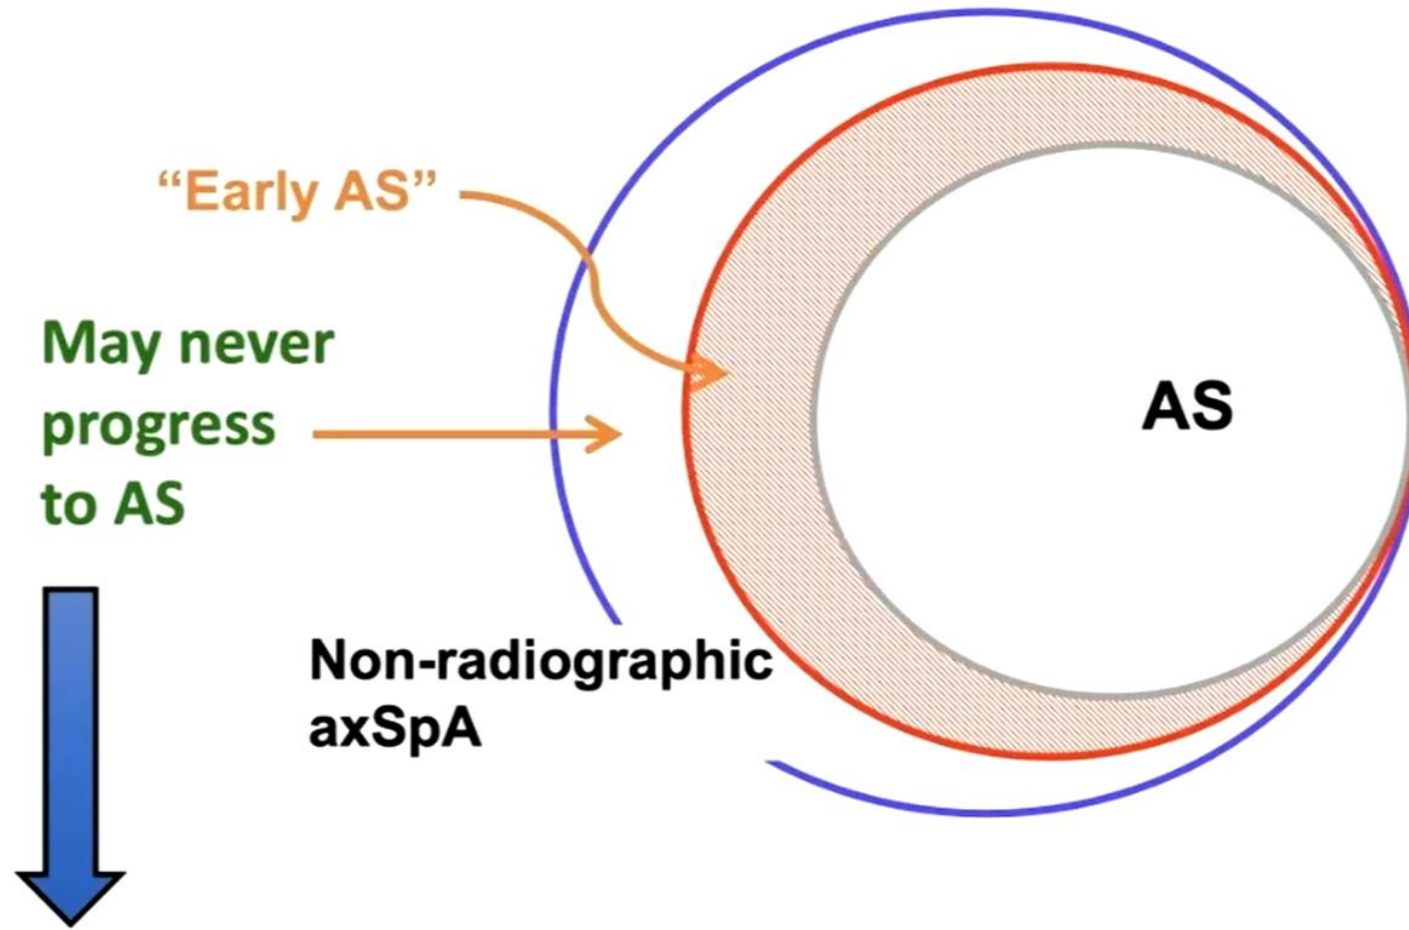 “Early AS”
May never
progress
to AS
AS
Non-radiographic
axSpA